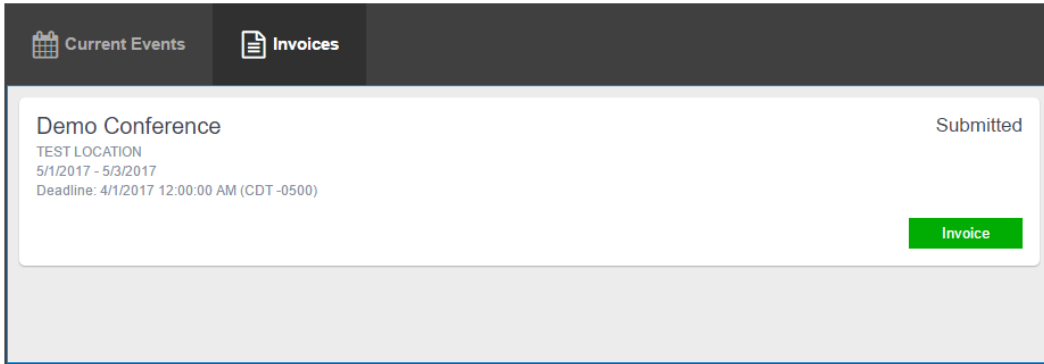 Current Events
Invoices
Demo Conference
Submitted
TEST LOCATION
5/1/2017 - 5/3/2017
Deadline: 4/1/2017 12:00:00 AM (CDT -0500)
Invoice